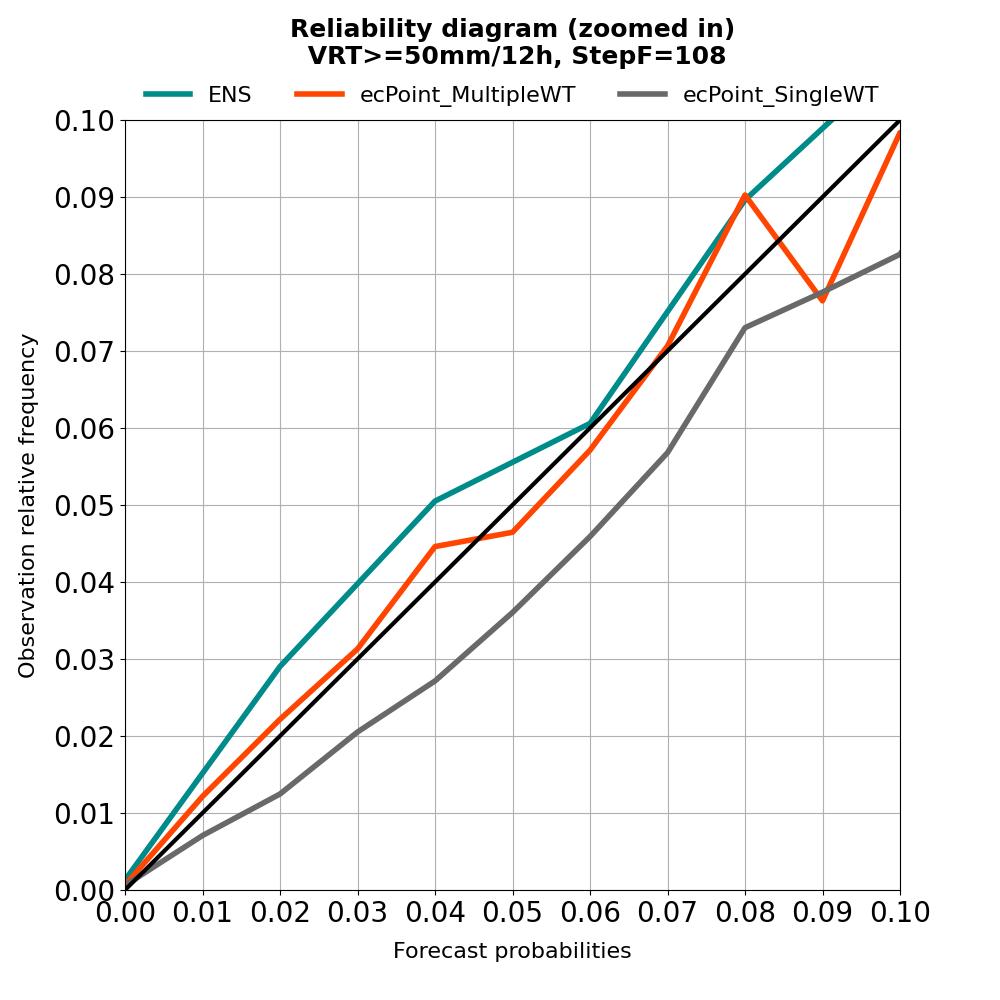 Reliability diagram (zoomed in)
VRT>=50mm/12h, StepF=108
ENS ecPoint_MultipleWT ecPoint_SingleWT
0.10
0.09
0.08
0.07
0.06
0.05
0.04
0.03
0.02
0.01
0.00
Observation relative frequency
0.00 0.01 0.02 0.03 0.04 0.05 0.06 0.07 0.08 0.09 0.10
Forecast probabilities